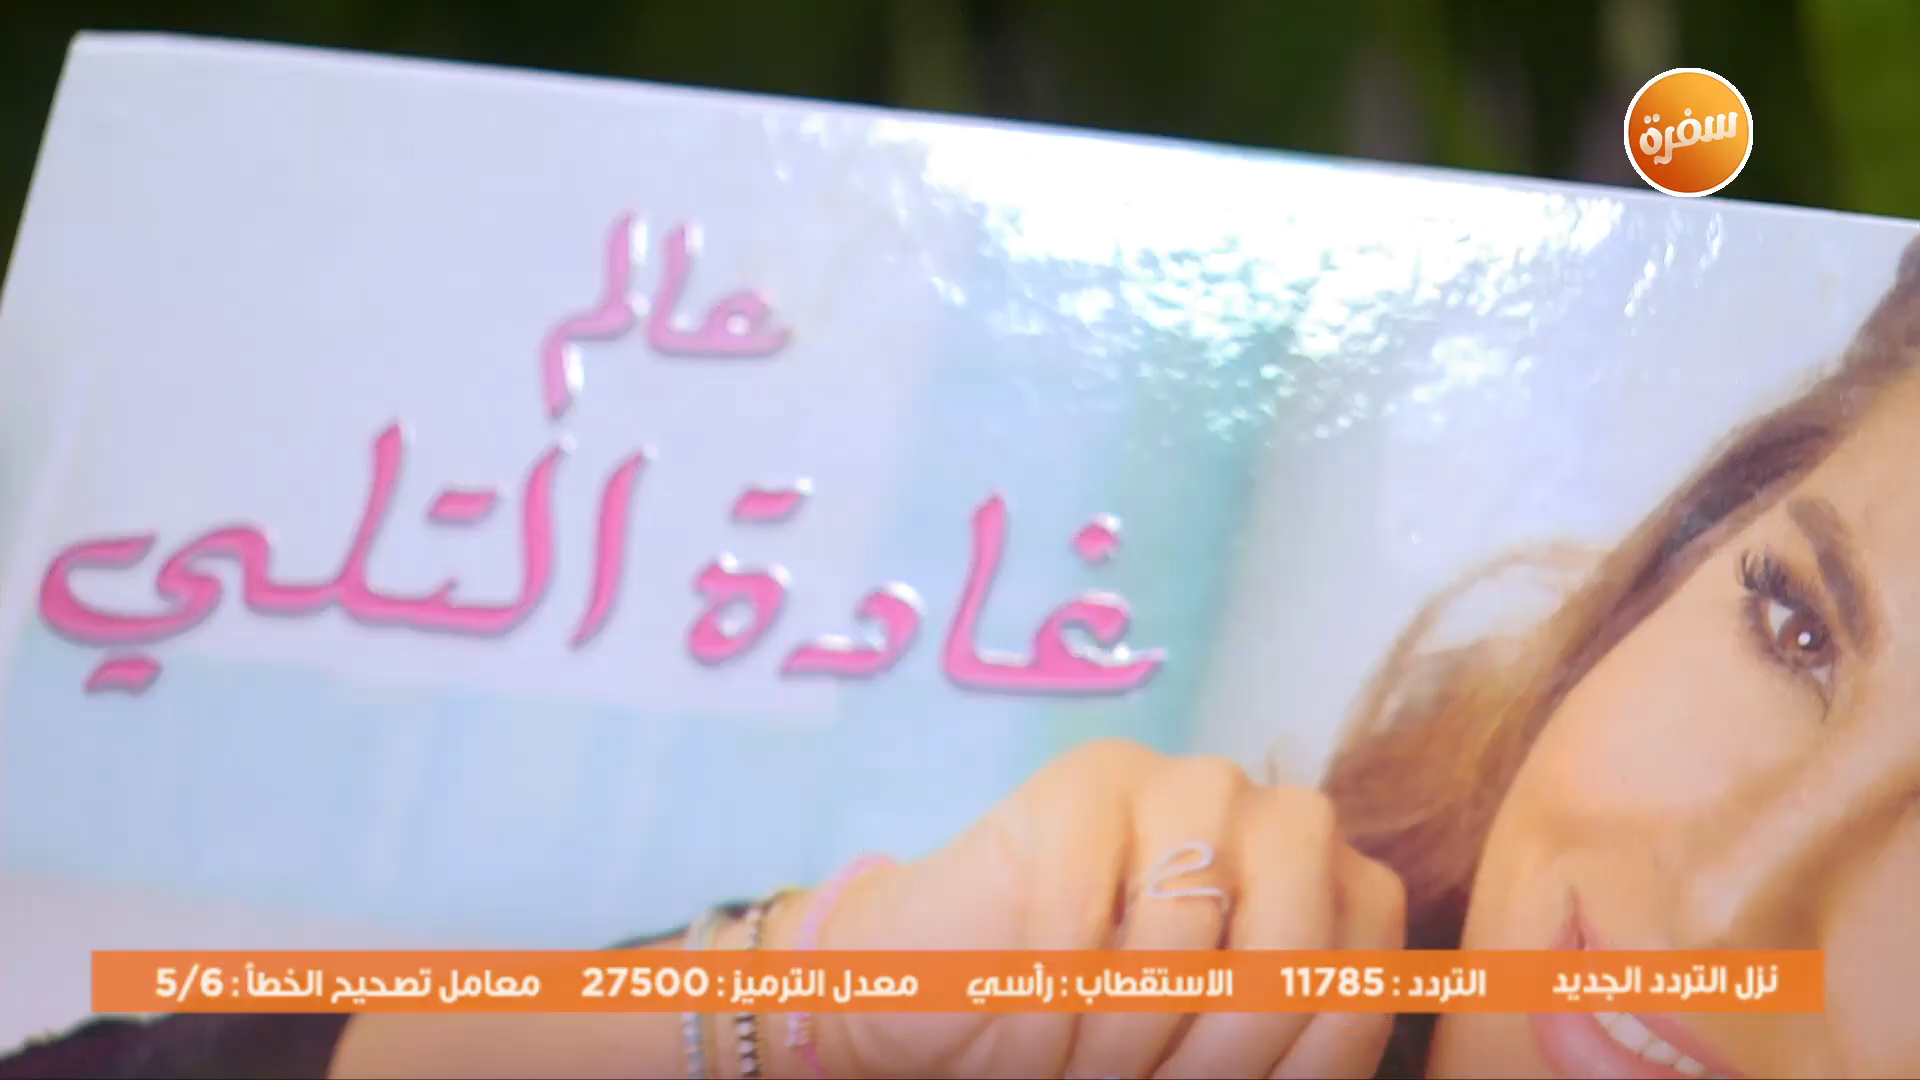 سفرة
عالم
غادة التلي
نزل التردد الجديد التردد : 11785 الاستقطاب : رأسي معدل الترميز : 27500 معامل تصحيح الخطأ : 5/6